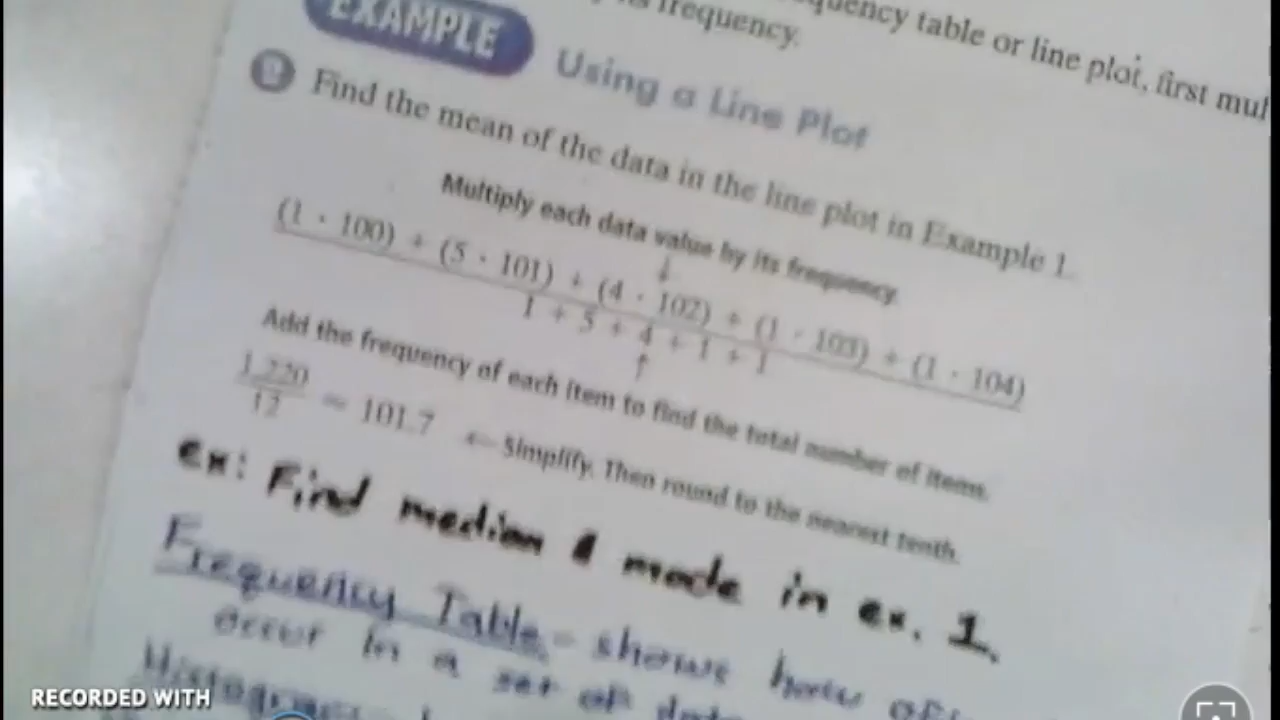 quency table or line plot, first mul
its frequency.
EXAMPLE Using a Line Plot
Find the mean of the data in the line plot in Example 1.
Multiply each data value by its frequency.
↓
(1 · 100) + (5 · 101) + (4 · 102) + (1 · 103) + (1 · 104)
1 + 5 + 4 + 1 + 1
↑
Add the frequency of each item to find the total number of items.
1,220
12
≈ 101.7 ← Simplify. Then round to the nearest tenth.
ex: Find median & mode in ex. 1.
Frequency Table - shows how of
occur in a set of data
Histogram
RECORDED WITH